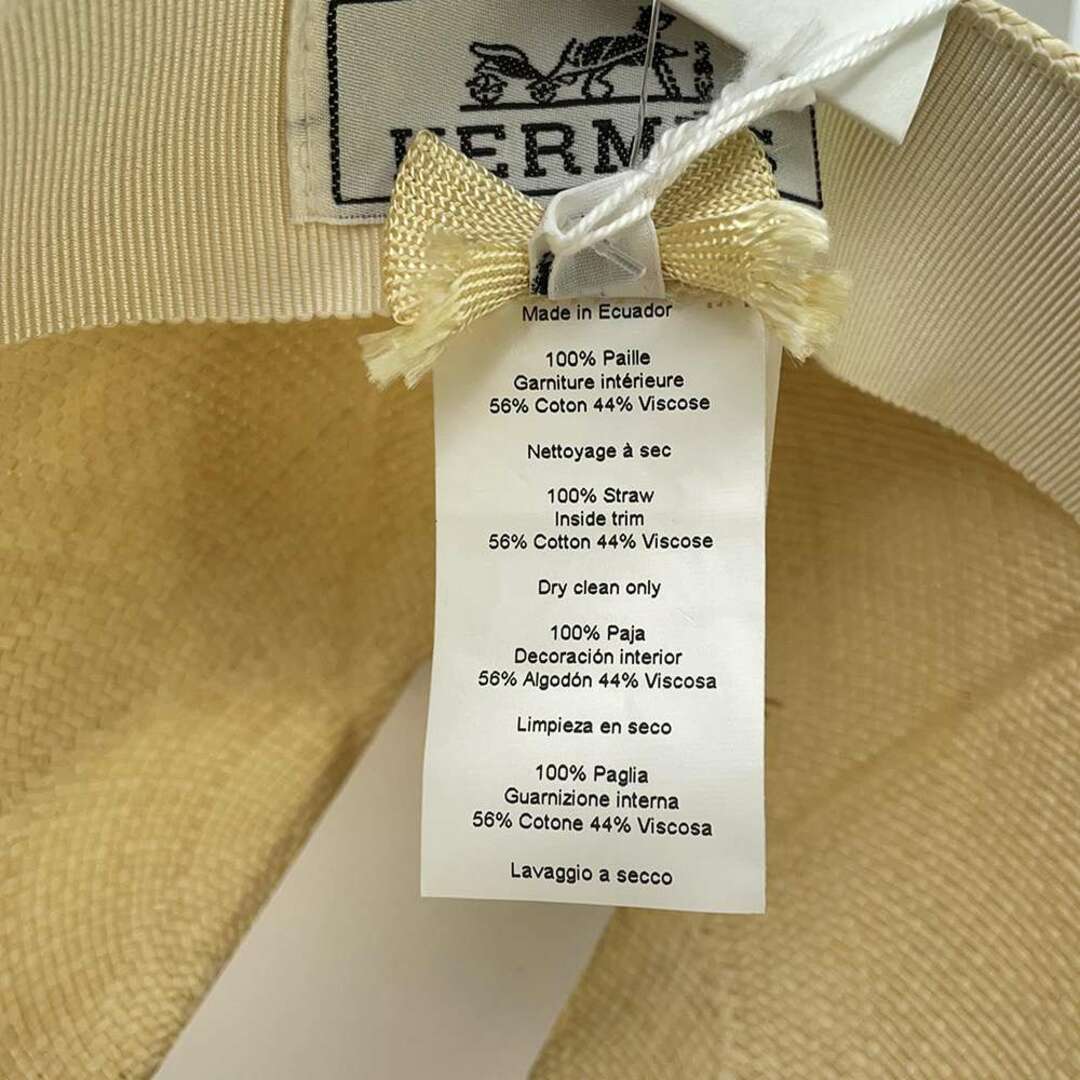 HERMÈS
Made in Ecuador
100% Paille
Garniture intérieure
56% Coton 44% Viscose
Nettoyage à sec
100% Straw
Inside trim
56% Cotton 44% Viscose
Dry clean only
100% Paja
Decoración interior
56% Algodón 44% Viscosa
Limpieza en seco
100% Paglia
Guarnizione interna
56% Cotone 44% Viscosa
Lavaggio a secco